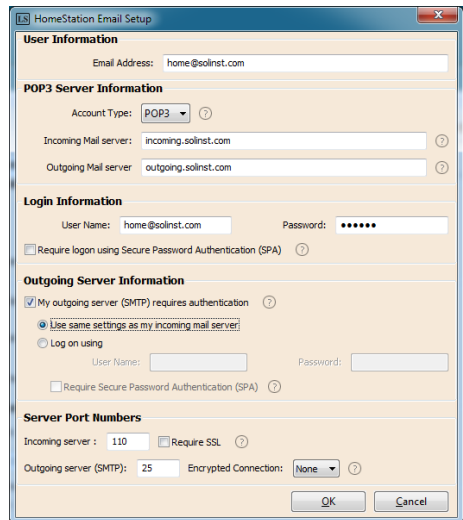 LS HomeStation Email Setup
User Information
Email Address: home@solinst.com
POP3 Server Information
Account Type: POP3 ?
Incoming Mail server: incoming.solinst.com ?
Outgoing Mail server outgoing.solinst.com ?
Login Information
User Name: home@solinst.com Password: ••••••
Require logon using Secure Password Authentication (SPA) ?
Outgoing Server Information
My outgoing server (SMTP) requires authentication ?
Use same settings as my incoming mail server
Log on using
User Name: Password:
Require Secure Password Authentication (SPA) ?
Server Port Numbers
Incoming server : 110 Require SSL ?
Outgoing server (SMTP): 25 Encrypted Connection: None ?
OK Cancel